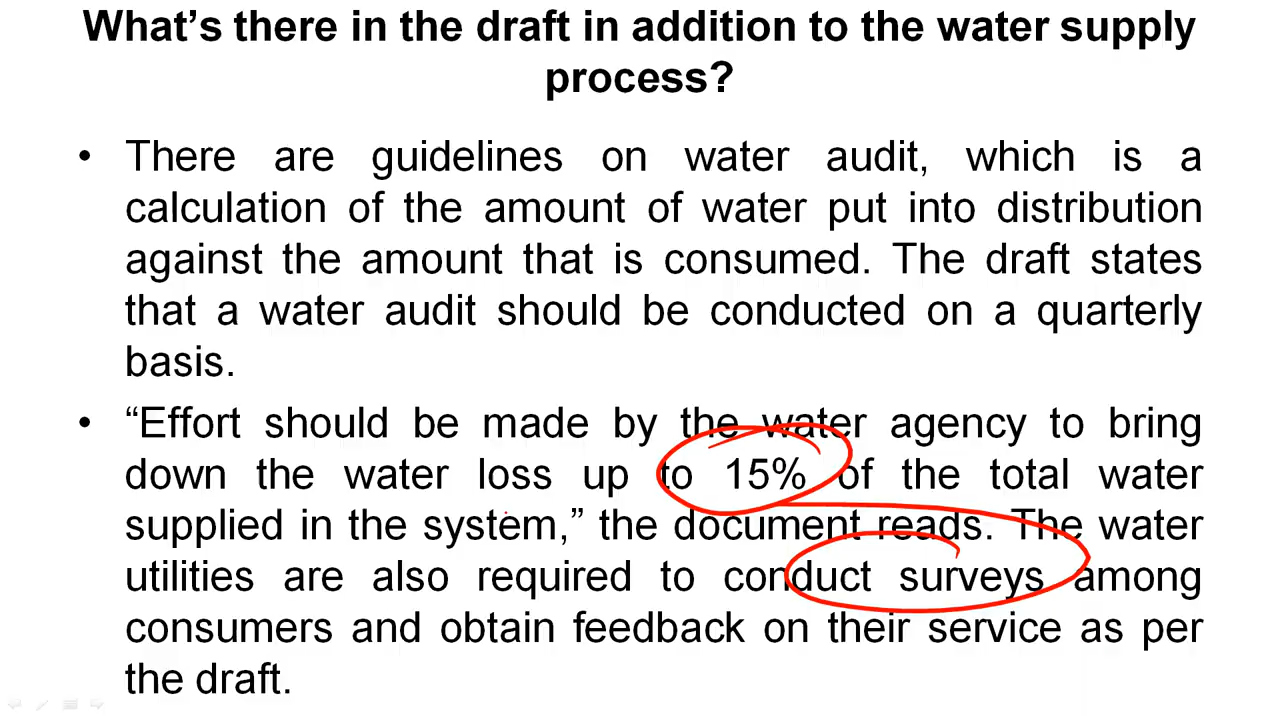 What’s there in the draft in addition to the water supply
process?
• There are guidelines on water audit, which is a
calculation of the amount of water put into distribution
against the amount that is consumed. The draft states
that a water audit should be conducted on a quarterly
basis.
• “Effort should be made by the water agency to bring
down the water loss up to 15% of the total water
supplied in the system,” the document reads. The water
utilities are also required to conduct surveys among
consumers and obtain feedback on their service as per
the draft.